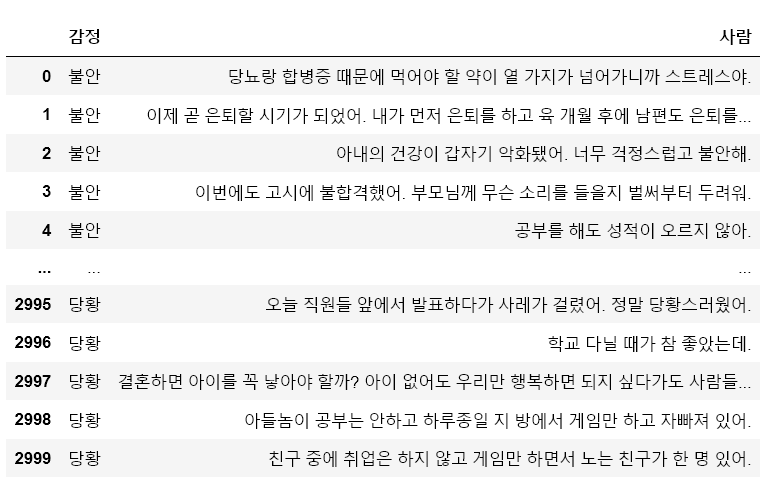 감정 사람
0 불안 당뇨랑 합병증 때문에 먹어야 할 약이 열 가지가 넘어가니까 스트레스야.
1 불안 이제 곧 은퇴할 시기가 되었어. 내가 먼저 은퇴를 하고 육 개월 후에 남편도 은퇴를...
2 불안 아내의 건강이 갑자기 악화됐어. 너무 걱정스럽고 불안해.
3 불안 이번에도 고시에 불합격했어. 부모님께 무슨 소리를 들을지 벌써부터 두려워.
4 불안 공부를 해도 성적이 오르지 않아.
... ... ...
2995 당황 오늘 직원들 앞에서 발표하다가 사레가 걸렸어. 정말 당황스러웠어.
2996 당황 학교 다닐 때가 참 좋았는데.
2997 당황 결혼하면 아이를 꼭 낳아야 할까? 아이 없어도 우리만 행복하면 되지 싶다가도 사람들...
2998 당황 아들놈이 공부는 안하고 하루종일 지 방에서 게임만 하고 자빠져 있어.
2999 당황 친구 중에 취업은 하지 않고 게임만 하면서 노는 친구가 한 명 있어.